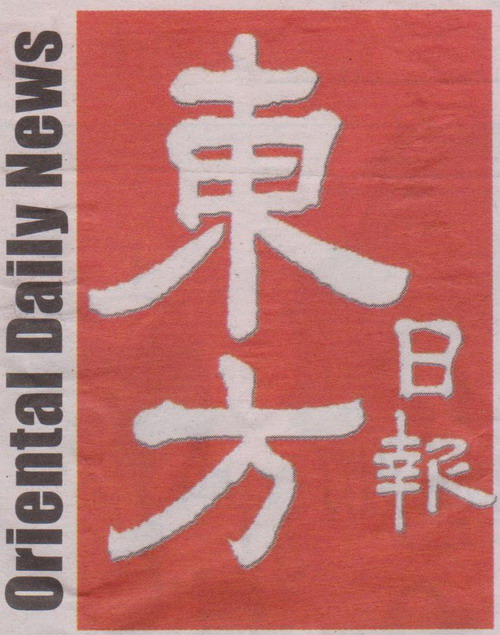 Oriental Daily News
東方
日報